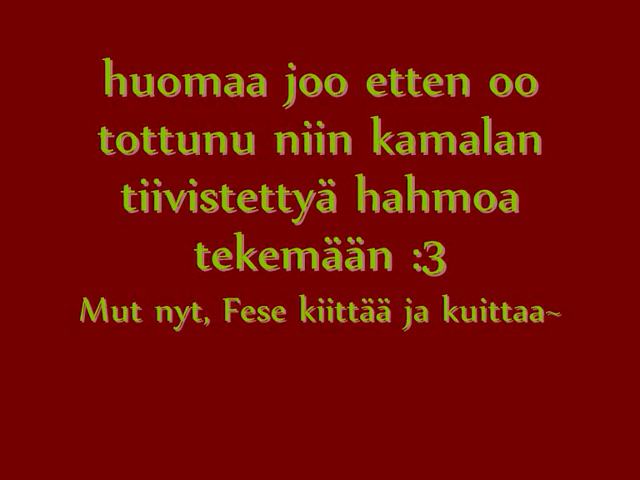 huomaa joo etten oo
tottunu niin kamalan
tiivistettyä hahmoa
tekemään :3
Mut nyt, Fese kiittää ja kuittaa~